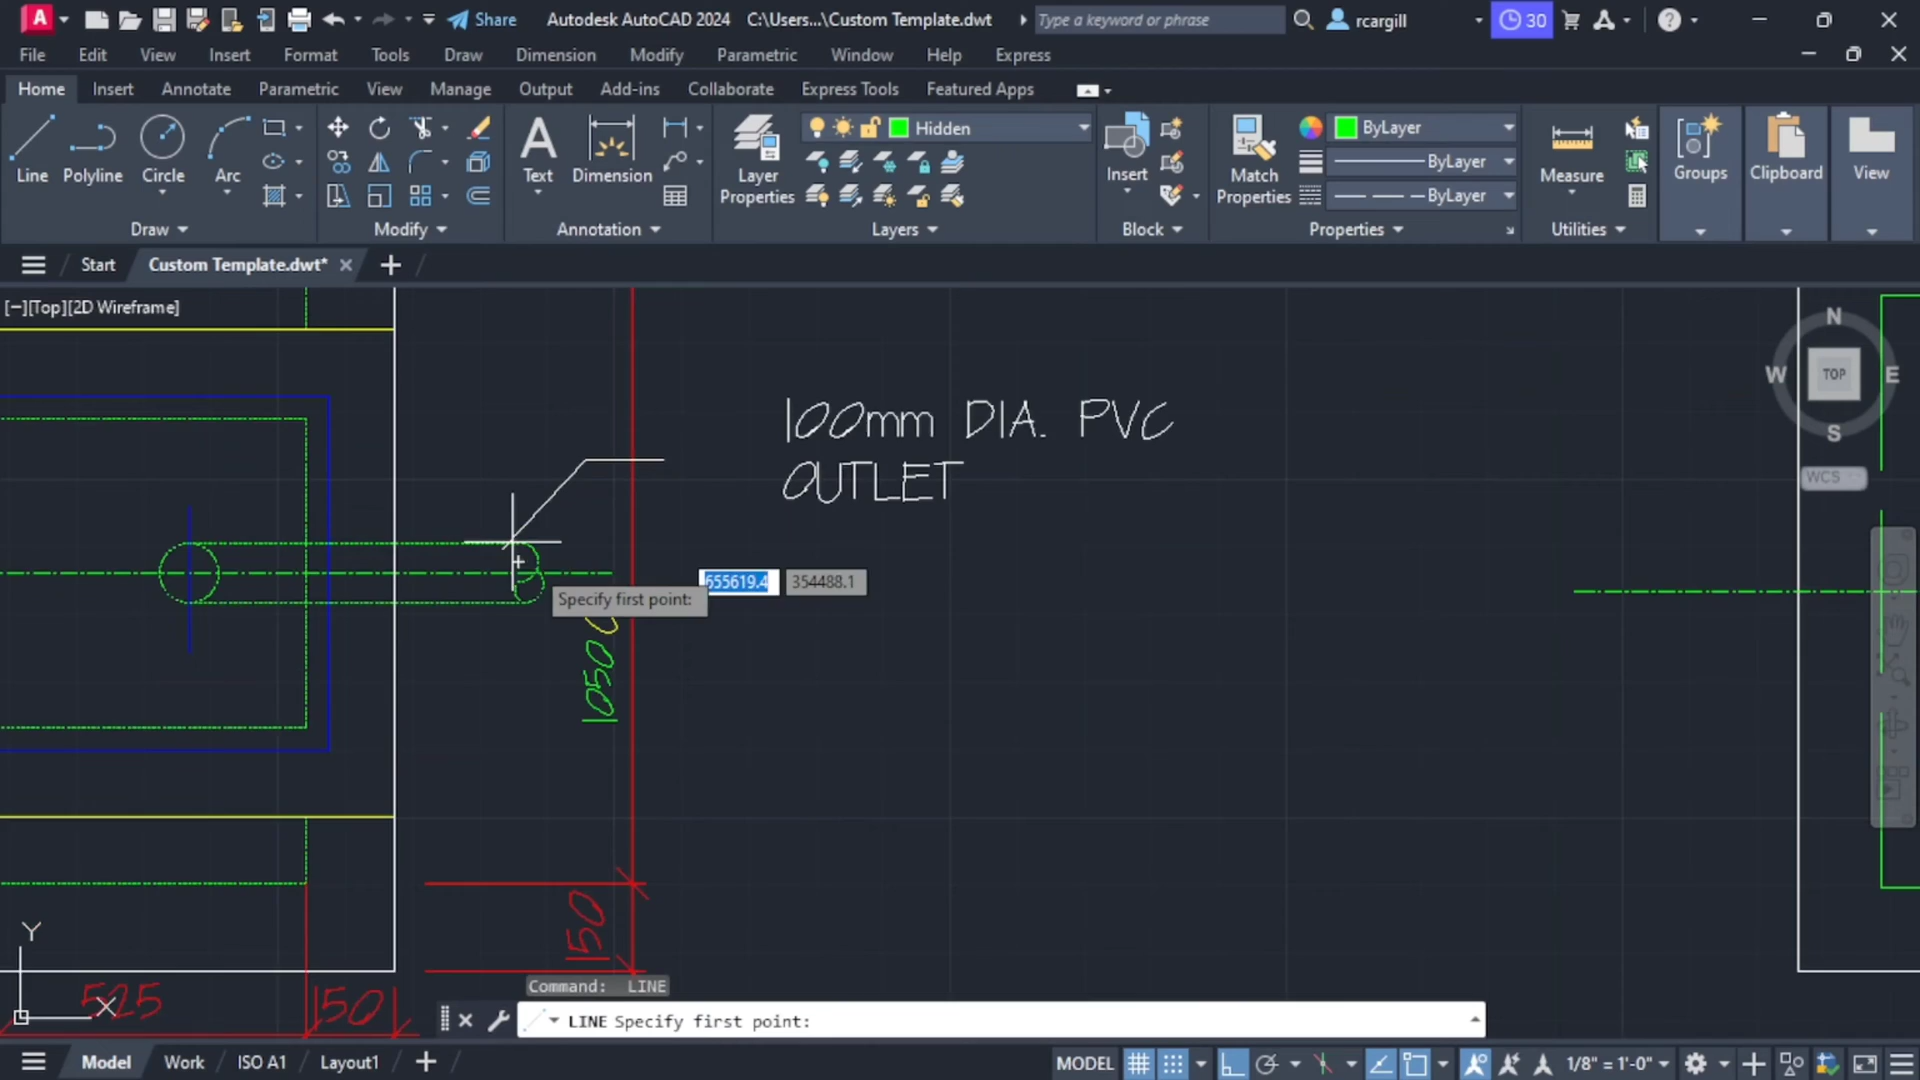 Share
Autodesk AutoCAD 2024
C:\Users...\Custom Template.dwt
Type a keyword or phrase
rcargill
30
File Edit View Insert Format Tools Draw Dimension Modify Parametric Window Help Express
Home Insert Annotate Parametric View Manage Output Add-ins Collaborate Express Tools Featured Apps
Hidden
ByLayer
ByLayer
ByLayer
Line Polyline Circle Arc
Text Dimension
Layer Properties
Insert
Match Properties
Measure
Groups
Clipboard
View
Draw Modify Annotation Layers Block Properties Utilities
Start
Custom Template.dwt*
[−][Top][2D Wireframe]
N
W TOP E
S
WCS
100mm DIA. PVC
OUTLET
Specify first point:
655619.4 354488.1
1050
150
Y
X
525
150
Command: LINE
LINE Specify first point:
Model Work ISO A1 Layout1
MODEL
1/8" = 1'-0"